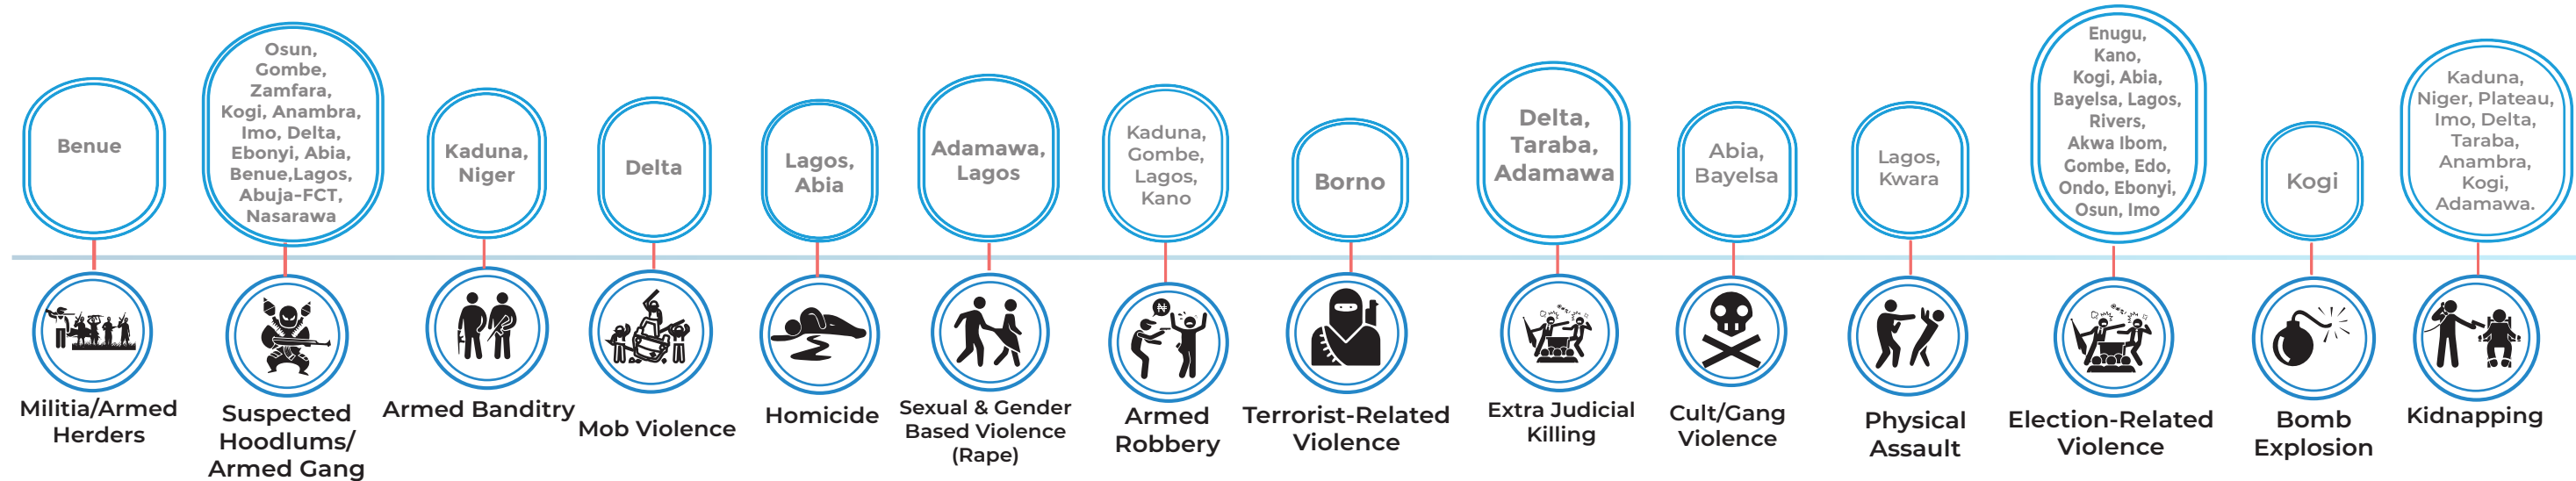 Benue
Militia/Armed
Herders
Osun,
Gombe,
Zamfara,
Kogi, Anambra,
Imo, Delta,
Ebonyi, Abia,
Benue,Lagos,
Abuja-FCT,
Nasarawa
Suspected
Hoodlums/
Armed Gang
Kaduna,
Niger
Armed Banditry
Delta
Mob Violence
Lagos,
Abia
Homicide
Adamawa,
Lagos
Sexual & Gender
Based Violence
(Rape)
Kaduna,
Gombe,
Lagos,
Kano
₦
Armed
Robbery
Borno
Terrorist-Related
Violence
Delta,
Taraba,
Adamawa
Extra Judicial
Killing
Abia,
Bayelsa
Cult/Gang
Violence
Lagos,
Kwara
Physical
Assault
Enugu,
Kano,
Kogi, Abia,
Bayelsa, Lagos,
Rivers,
Akwa Ibom,
Gombe, Edo,
Ondo, Ebonyi,
Osun, Imo
Election-Related
Violence
Kogi
Bomb
Explosion
Kaduna,
Niger, Plateau,
Imo, Delta,
Taraba,
Anambra,
Kogi,
Adamawa.
Kidnapping